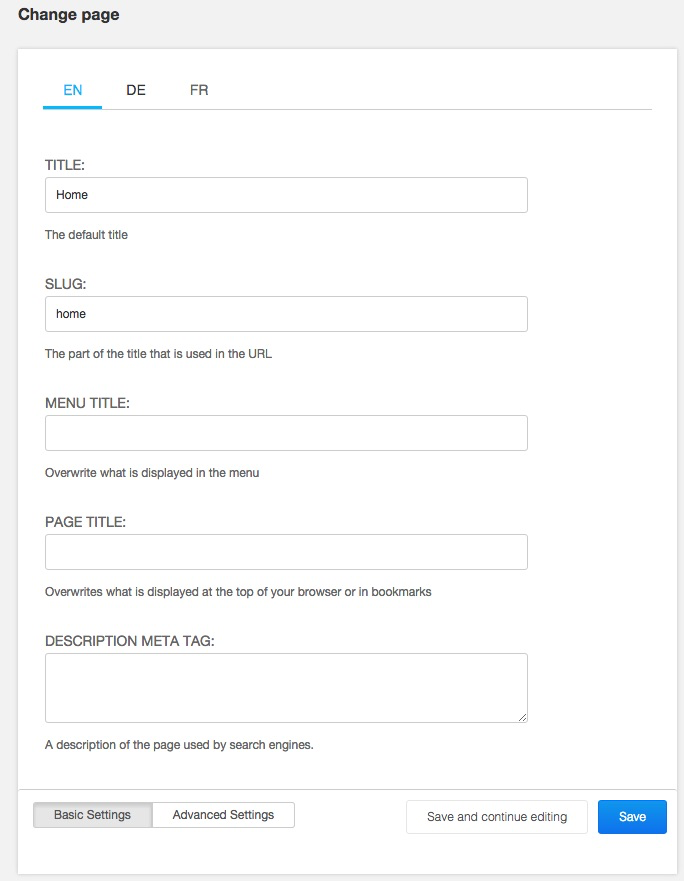 Change page
EN DE FR
TITLE:
Home
The default title
SLUG:
home
The part of the title that is used in the URL
MENU TITLE:
Overwrite what is displayed in the menu
PAGE TITLE:
Overwrites what is displayed at the top of your browser or in bookmarks
DESCRIPTION META TAG:
A description of the page used by search engines.
Basic Settings Advanced Settings Save and continue editing Save